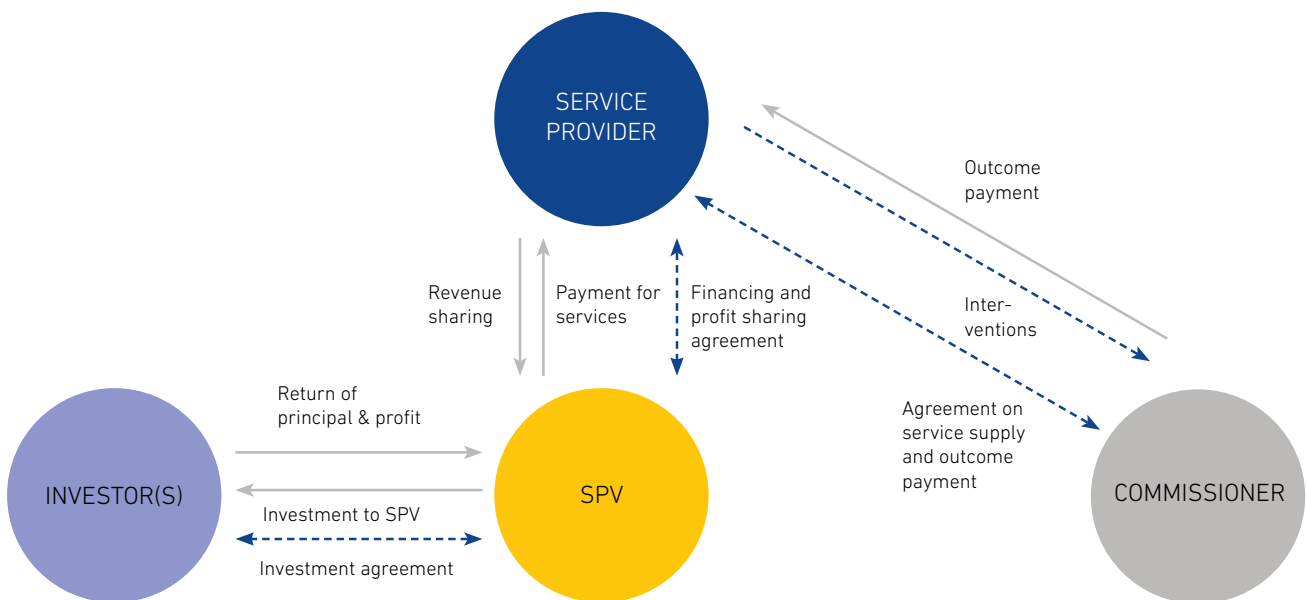 SERVICE
PROVIDER
Outcome
payment
Revenue
sharing
Payment for
services
Financing and
profit sharing
agreement
Inter-
ventions
Return of
principal & profit
Agreement on
service supply
and outcome
payment
INVESTOR(S)
SPV
COMMISSIONER
Investment to SPV
Investment agreement